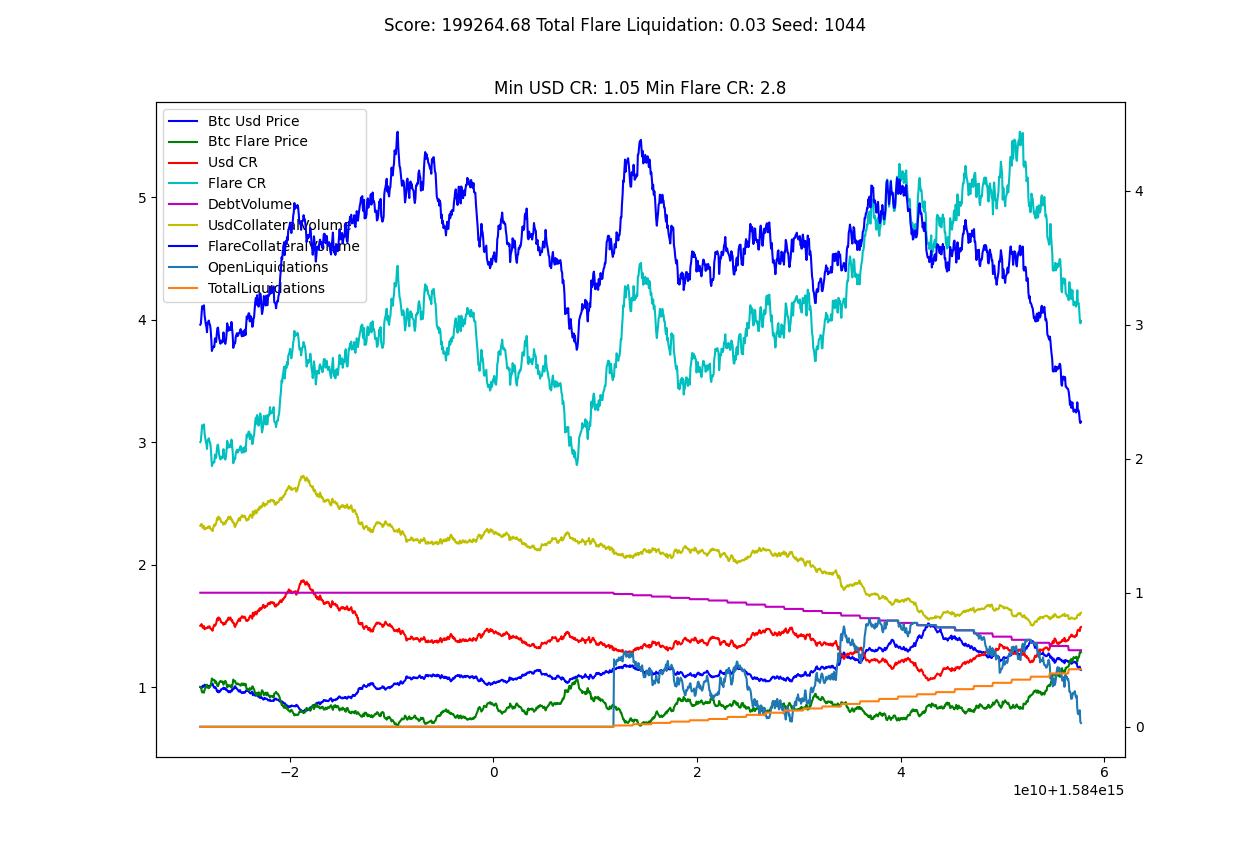 Score: 199264.68 Total Flare Liquidation: 0.03 Seed: 1044
Min USD CR: 1.05 Min Flare CR: 2.8
Btc Usd Price
Btc Flare Price
Usd CR
Flare CR
DebtVolume
UsdCollateralVolume
FlareCollateralVolume
OpenLiquidations
TotalLiquidations
5
4
3
2
1
4
3
2
1
0
−2
0
2
4
6
1e10+1.584e15